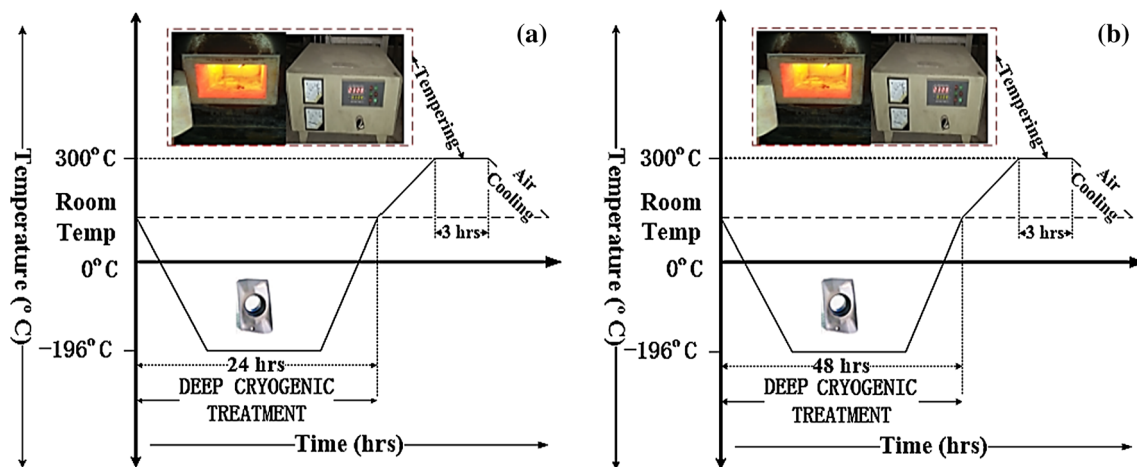 (a)
Temperature (° C)
300° C
Room
Temp
0° C
-196° C
Tempering
Air
Cooling
3 hrs
24 hrs
DEEP CRYOGENIC
TREATMENT
Time (hrs)
(b)
Temperature (° C)
300° C
Room
Temp
0° C
-196° C
Tempering
Air
Cooling
3 hrs
48 hrs
DEEP CRYOGENIC
TREATMENT
Time (hrs)